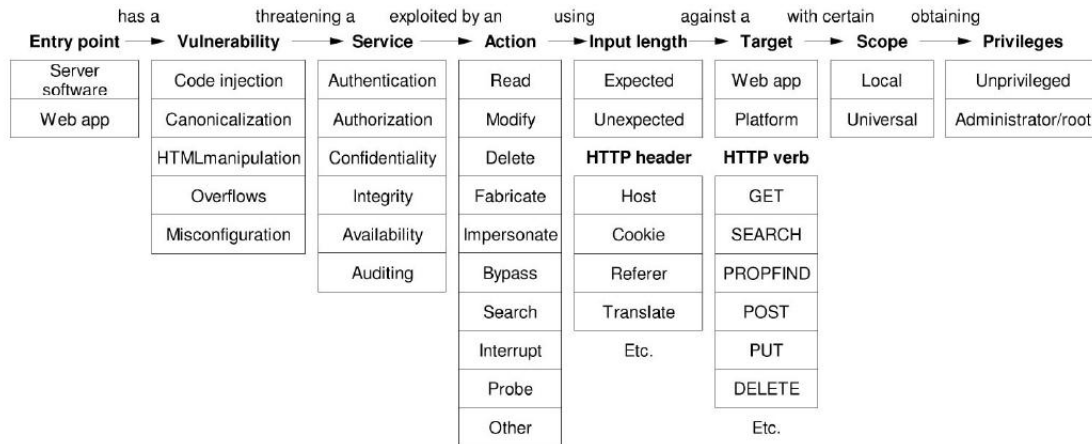 has a threatening a exploited by an using against a with certain obtaining
Entry point Vulnerability Service Action Input length Target Scope Privileges
Server software Code injection Authentication Read Expected Web app Local Unprivileged
Web app Canonicalization Authorization Modify Unexpected Platform Universal Administrator/root
HTMLmanipulation Confidentiality Delete HTTP header HTTP verb
Overflows Integrity Fabricate Host GET
Misconfiguration Availability Impersonate Cookie SEARCH
Auditing Bypass Referer PROPFIND
Search Translate POST
Interrupt Etc. PUT
Probe DELETE
Other Etc.